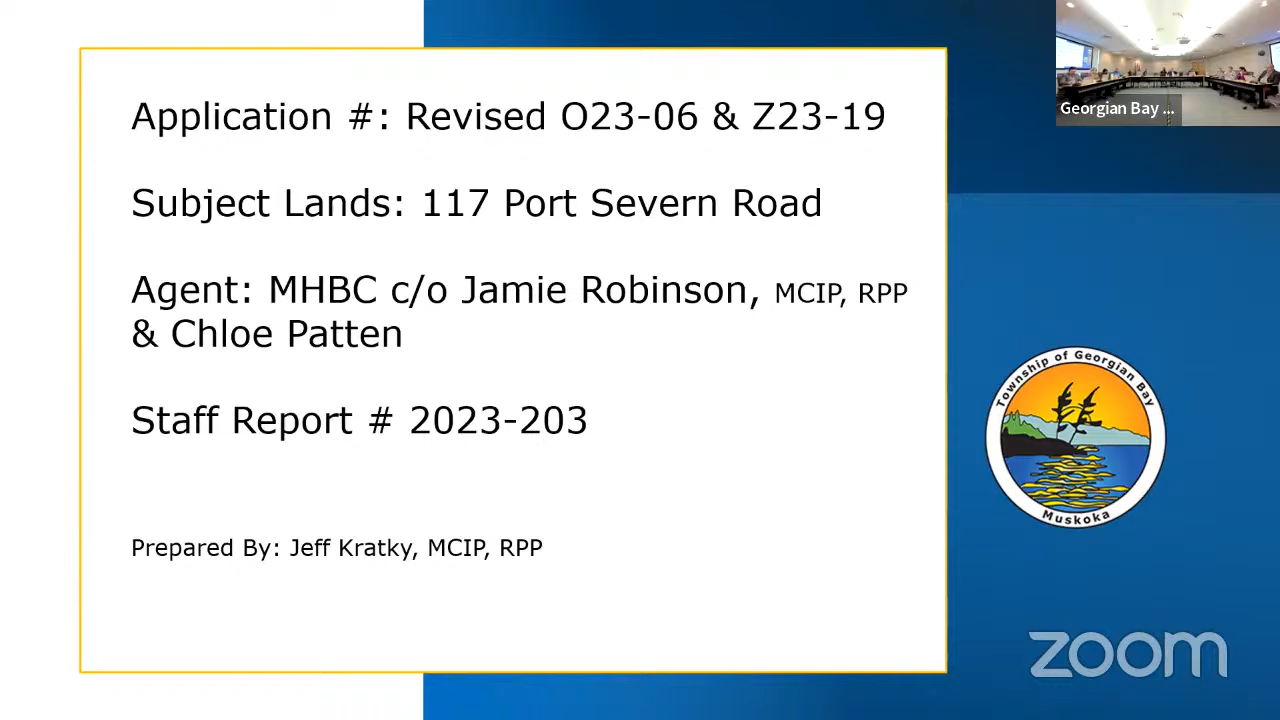 Application #: Revised O23-06 & Z23-19
Subject Lands: 117 Port Severn Road
Agent: MHBC c/o Jamie Robinson, MCIP, RPP
& Chloe Patten
Staff Report # 2023-203
Prepared By: Jeff Kratky, MCIP, RPP
Georgian Bay ...
Township of Georgian Bay
Muskoka
zoom